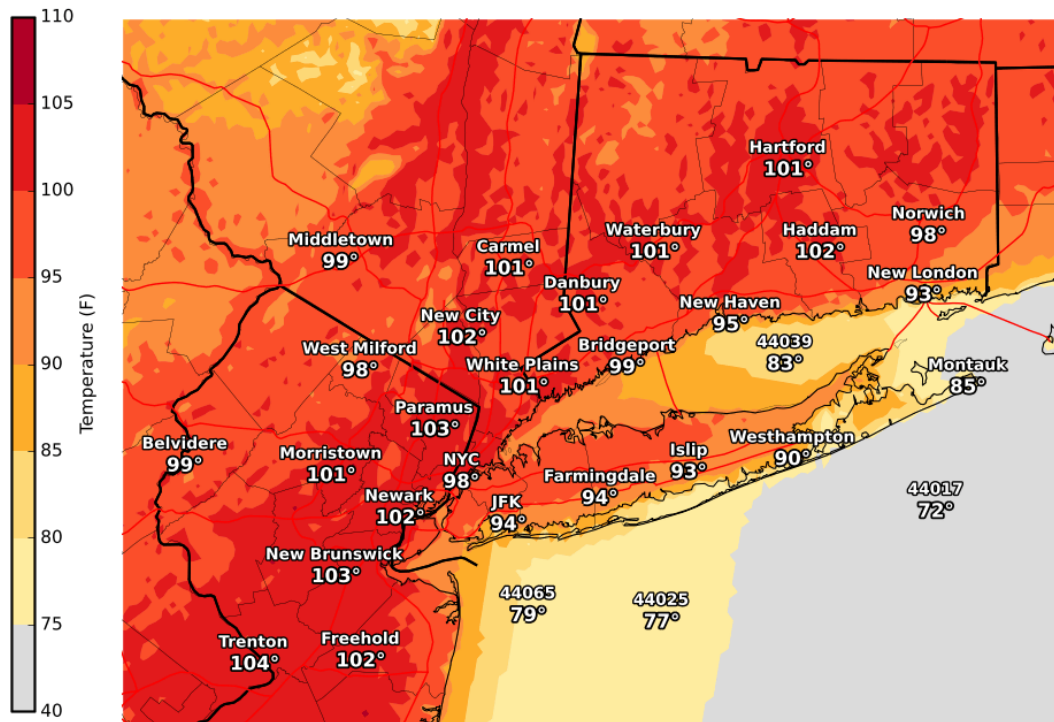 110
105
100
95
90
85
80
75
40
Temperature (F)
Hartford
101°
Norwich
98°
Waterbury
101°
Haddam
102°
Middletown
99°
Carmel
101°
Danbury
101°
New London
93°
New Haven
95°
New City
102°
44039
83°
Bridgeport
99°
West Milford
98°
White Plains
101°
Montauk
85°
Paramus
103°
Belvidere
99°
Morristown
101°
NYC
98°
Islip
93°
Westhampton
90°
Farmingdale
94°
Newark
102°
JFK
94°
44017
72°
New Brunswick
103°
44065
79°
44025
77°
Trenton
104°
Freehold
102°